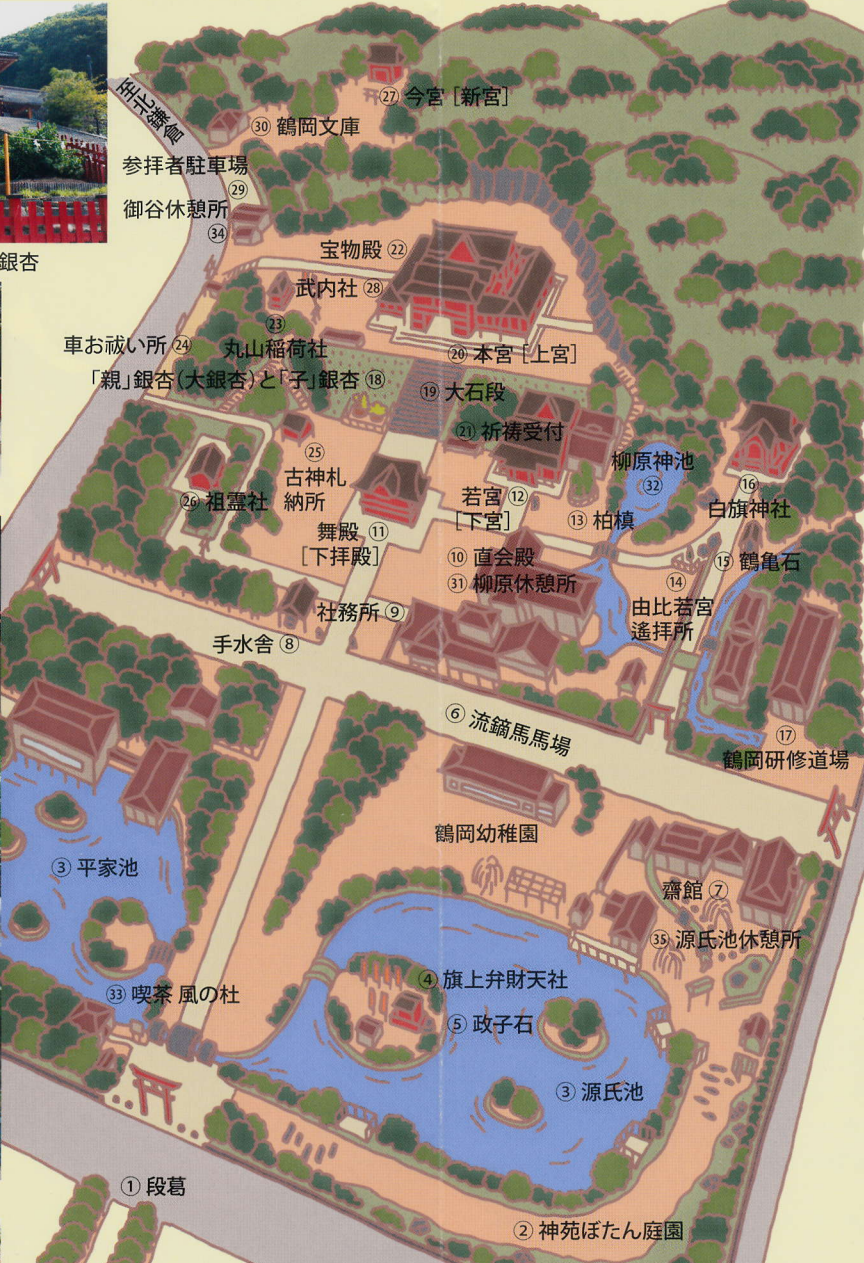 至北鎌倉
㉗ 今宮［新宮］
㉚ 鶴岡文庫
参拝者駐車場
㉙
御谷休憩所
㉞
銀杏
宝物殿 ㉒
武内社 ㉘
㉓
丸山稲荷社
車お祓い所 ㉔
⑳ 本宮［上宮］
「親」銀杏（大銀杏）と「子」銀杏 ⑱
⑲ 大石段
㉑ 祈祷受付
㉕
古神札
納所
㉖ 祖霊社
柳原神池
㉜
⑯
白旗神社
若宮 ⑫
［下宮］
⑬ 柏槙
舞殿 ⑪
［下拝殿］
⑩ 直会殿
㉛ 柳原休憩所
⑮ 鶴亀石
⑭
由比若宮
遙拝所
社務所 ⑨
手水舎 ⑧
⑥ 流鏑馬馬場
⑰
鶴岡研修道場
鶴岡幼稚園
③ 平家池
齋館 ⑦
㉟ 源氏池休憩所
④ 旗上弁財天社
㉝ 喫茶 風の杜
⑤ 政子石
③ 源氏池
① 段葛
② 神苑ぼたん庭園